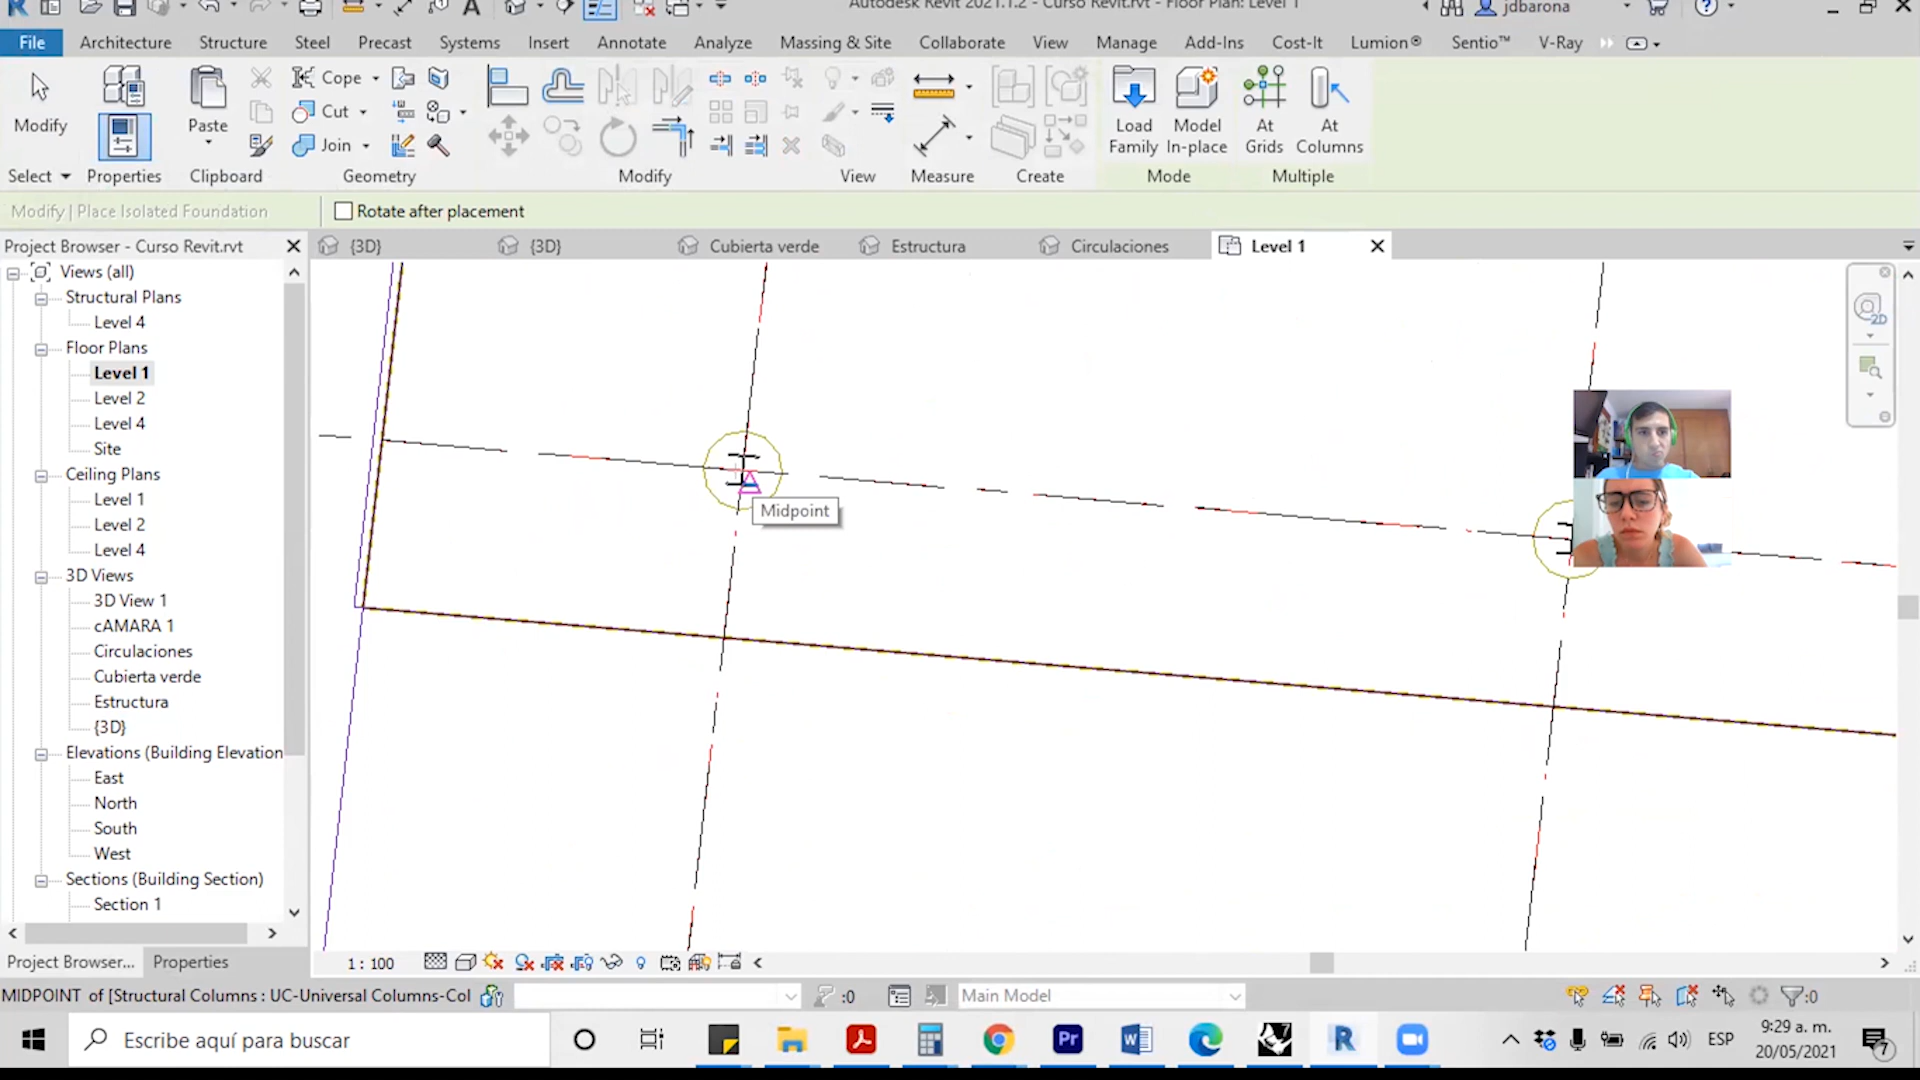 Autodesk Revit 2021.1.2 - Curso Revit.rvt - Floor Plan: Level 1
jdbarona
File Architecture Structure Steel Precast Systems Insert Annotate Analyze Massing & Site Collaborate View Manage Add-Ins Cost-It Lumion® Sentio™ V-Ray
Modify
Paste
Cope
Cut
Join
Load Family
Model In-place
At Grids
At Columns
Select Properties Clipboard Geometry Modify View Measure Create Mode Multiple
Modify | Place Isolated Foundation
Rotate after placement
Project Browser - Curso Revit.rvt
{3D} {3D} Cubierta verde Estructura Circulaciones Level 1
Views (all)
Structural Plans
Level 4
Floor Plans
Level 1
Level 2
Level 4
Site
Ceiling Plans
Level 1
Level 2
Level 4
3D Views
3D View 1
cAMARA 1
Circulaciones
Cubierta verde
Estructura
{3D}
Elevations (Building Elevation
East
North
South
West
Sections (Building Section)
Section 1
Midpoint
2D
Project Browser... Properties
1 : 100
MIDPOINT of [Structural Columns : UC-Universal Columns-Col
:0
Main Model
:0
Escribe aquí para buscar
Pr
ESP
9:29 a. m.
20/05/2021
7